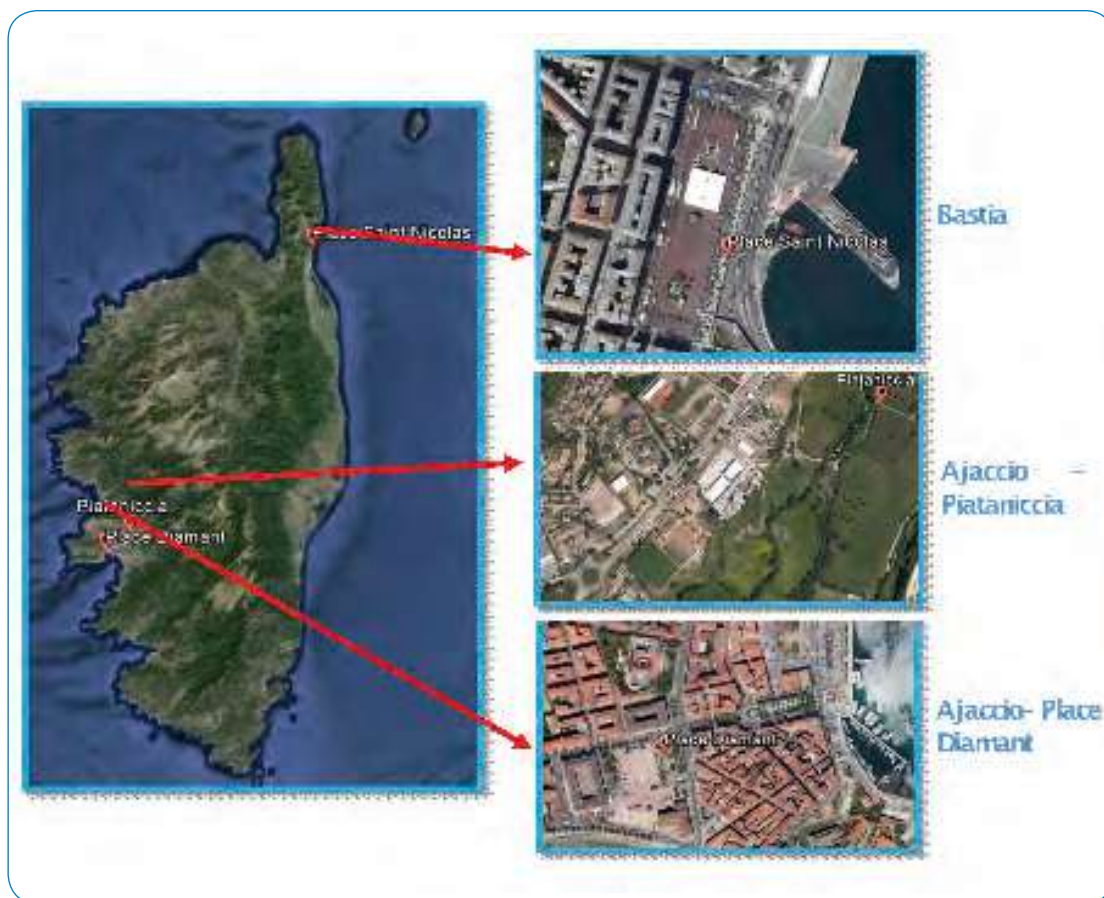 Place Saint Nicolas
Piataniccia
Place Diamant
Place Saint Nicolas
Bastia
Piataniccia
Ajaccio –
Piataniccia
Place Diamant
Ajaccio- Place
Diamant